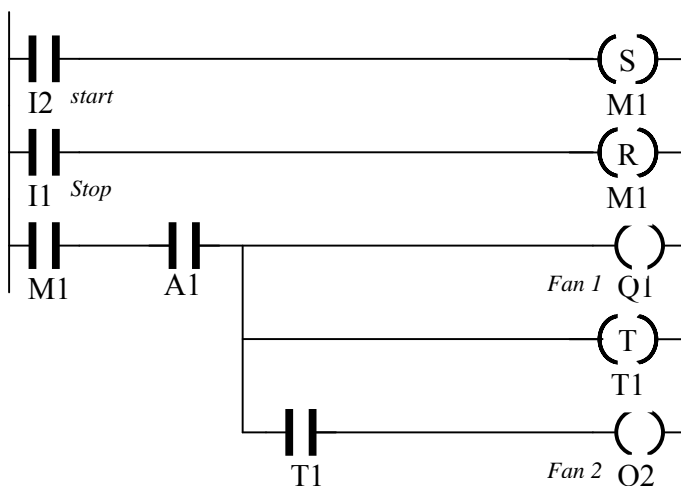 S
I2 start M1
R
I1 Stop M1
M1 A1 Fan 1 Q1
T
T1
T1 Fan 2 Q2